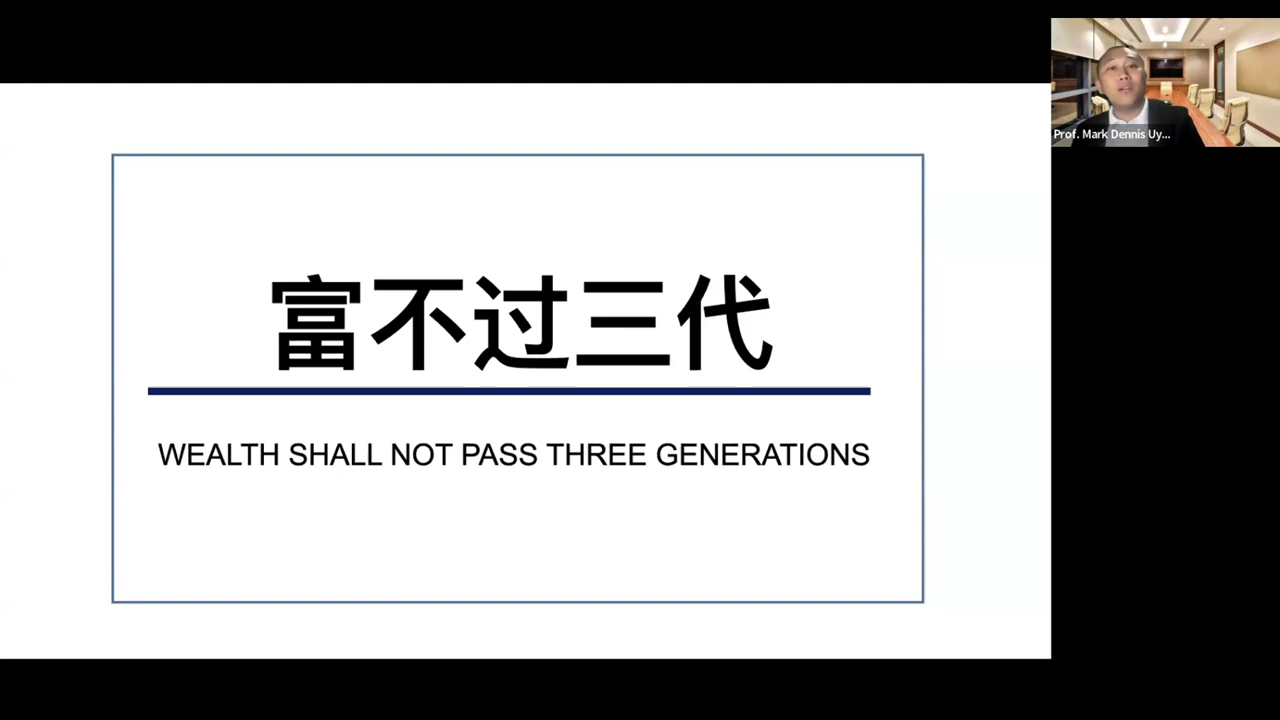 富不过三代
WEALTH SHALL NOT PASS THREE GENERATIONS
Prof. Mark Dennis Uy...